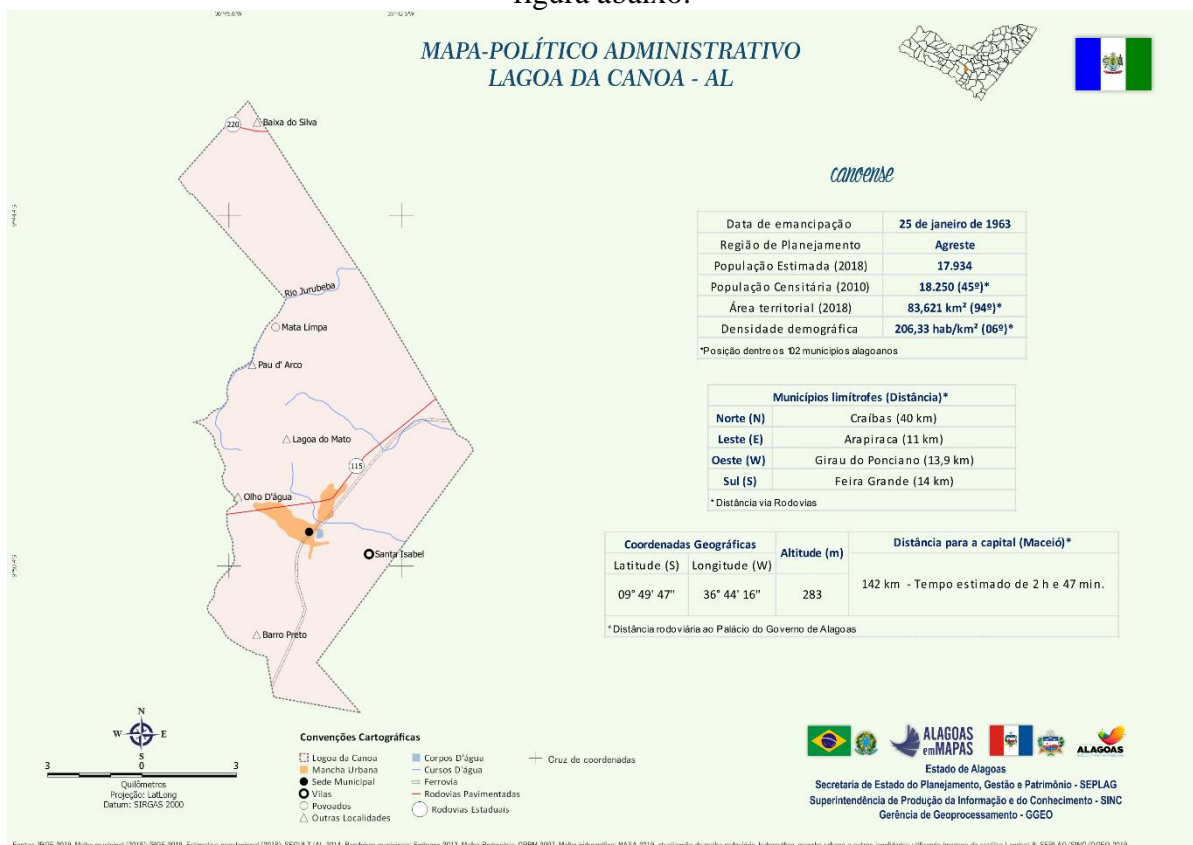 figura abaixo:
MAPA-POLÍTICO ADMINISTRATIVO
LAGOA DA CANOA - AL
220
Baixa do Silva
Rio Jurubeba
Mata Limpa
Pau d' Arco
Lagoa do Mato
115
Olho D'água
Santa Isabel
Barro Preto
canoense
Data de emancipação 25 de janeiro de 1963
Região de Planejamento Agreste
População Estimada (2018) 17.934
População Censitária (2010) 18.250 (45º)*
Área territorial (2018) 83,621 km² (94º)*
Densidade demográfica 206,33 hab/km² (06º)*
*Posição dentre os 102 municipios alagoanos
Municípios limítrofes (Distância)*
Norte (N) Craíbas (40 km)
Leste (E) Arapiraca (11 km)
Oeste (W) Girau do Ponciano (13,9 km)
Sul (S) Feira Grande (14 km)
* Distância via Rodovias
Coordenadas Geográficas Altitude (m) Distância para a capital (Maceió)*
Latitude (S) Longitude (W)
09° 49' 47" 36° 44' 16" 283 142 km - Tempo estimado de 2 h e 47 min.
* Distância rodoviária ao Palácio do Governo de Alagoas
N
W E
S
3 0 3
Quilômetros
Projeção: LatLong
Datum: SIRGAS 2000
Convenções Cartográficas
Logoa da Canoa
Mancha Urbana
Sede Municipal
Vilas
Povoados
Outras Localidades
Corpos D'água
Cursos D'água
Ferrovia
Rodovias Pavimentadas
Rodovias Estaduais
Cruz de coordenadas
ALAGOAS
emMAPAS
ALAGOAS
Estado de Alagoas
Secretaria de Estado do Planejamento, Gestão e Patrimônio - SEPLAG
Superintendência de Produção da Informação e do Conhecimento - SINC
Gerência de Geoprocessamento - GGEO